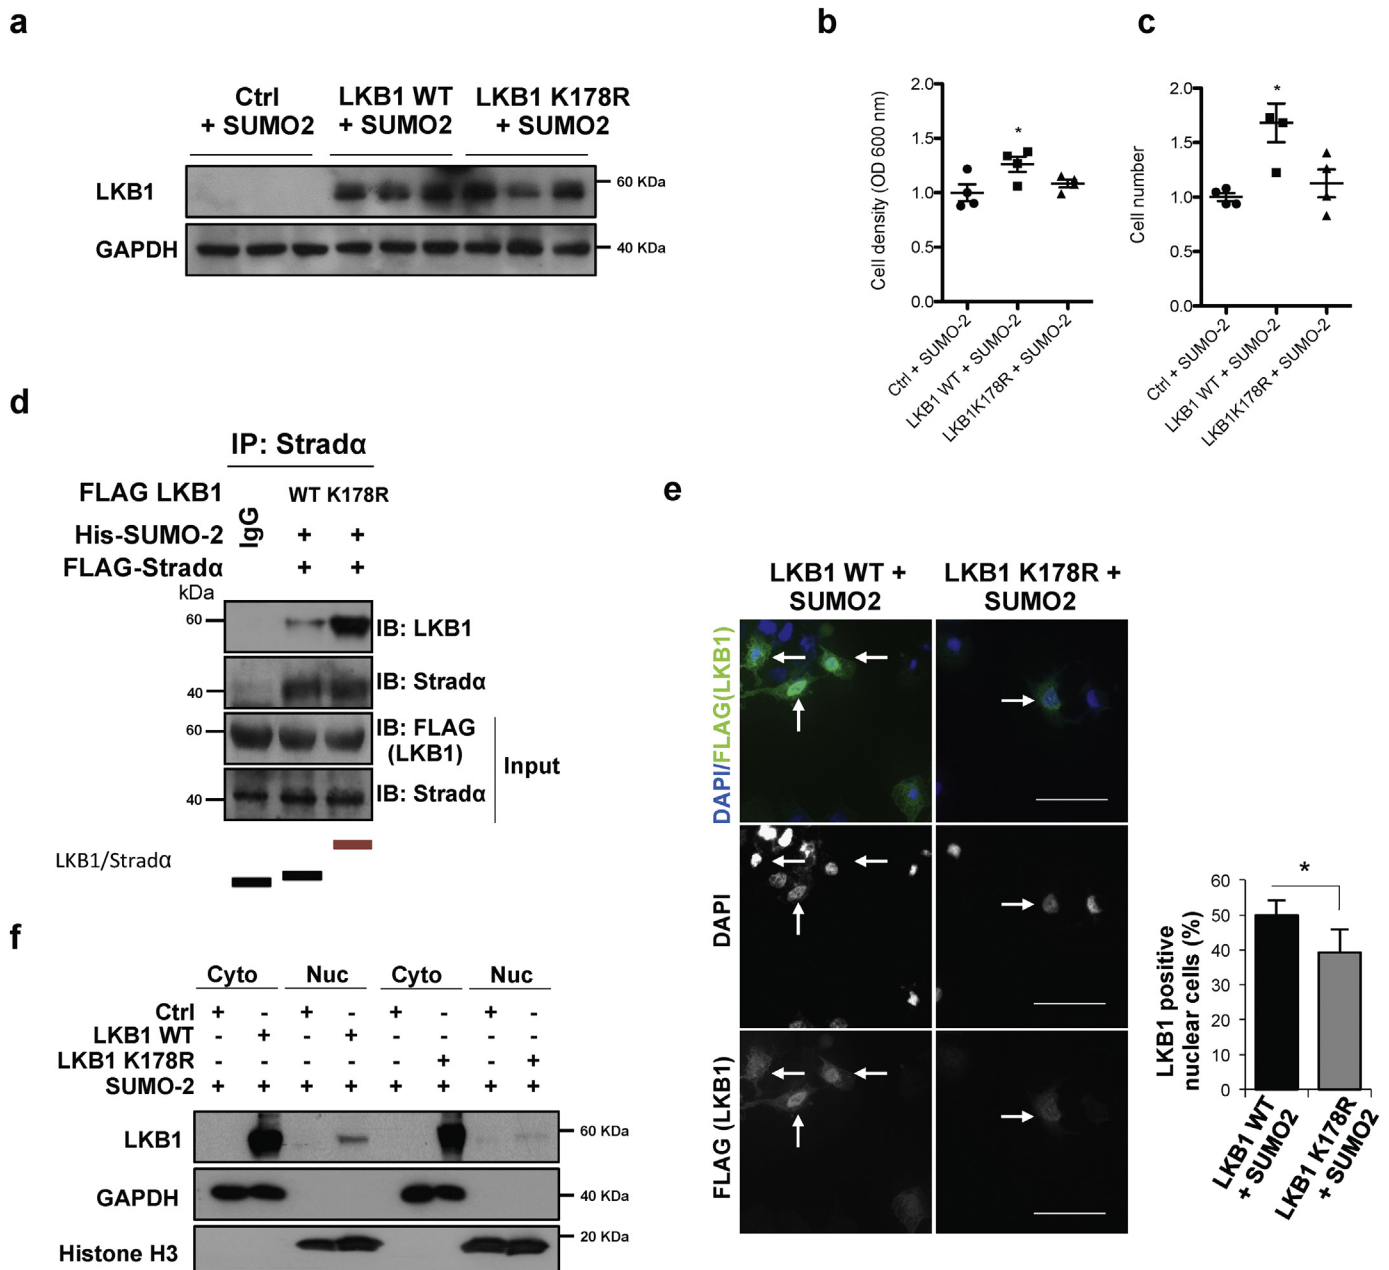 a
Ctrl
+ SUMO2
LKB1 WT
+ SUMO2
LKB1 K178R
+ SUMO2
LKB1
60 KDa
GAPDH
40 KDa
b
Cell density (OD 600 nm)
2.0
1.5
1.0
0.5
0.0
*
Ctrl + SUMO-2
LKB1 WT + SUMO-2
LKB1K178R + SUMO-2
c
Cell number
2.0
1.5
1.0
0.5
0.0
*
Ctrl + SUMO-2
LKB1 WT + SUMO-2
LKB1K178R + SUMO-2
d
IP: Stradα
FLAG LKB1
IgG
WT K178R
His-SUMO-2 + +
FLAG-Stradα + +
kDa
60
IB: LKB1
40
IB: Stradα
60
IB: FLAG
(LKB1)
40
IB: Stradα
Input
LKB1/Stradα
e
LKB1 WT +
SUMO2
LKB1 K178R +
SUMO2
DAPI/FLAG(LKB1)
DAPI
FLAG (LKB1)
LKB1 positive
nuclear cells (%)
60
50
40
30
20
10
0
*
LKB1 WT
+ SUMO2
LKB1 K178R
+ SUMO2
f
Cyto Nuc Cyto Nuc
Ctrl + - + - + - + -
LKB1 WT - + - + - - - -
LKB1 K178R - - - - - + - +
SUMO-2 + + + + + + + +
LKB1
60 KDa
GAPDH
40 KDa
Histone H3
20 KDa